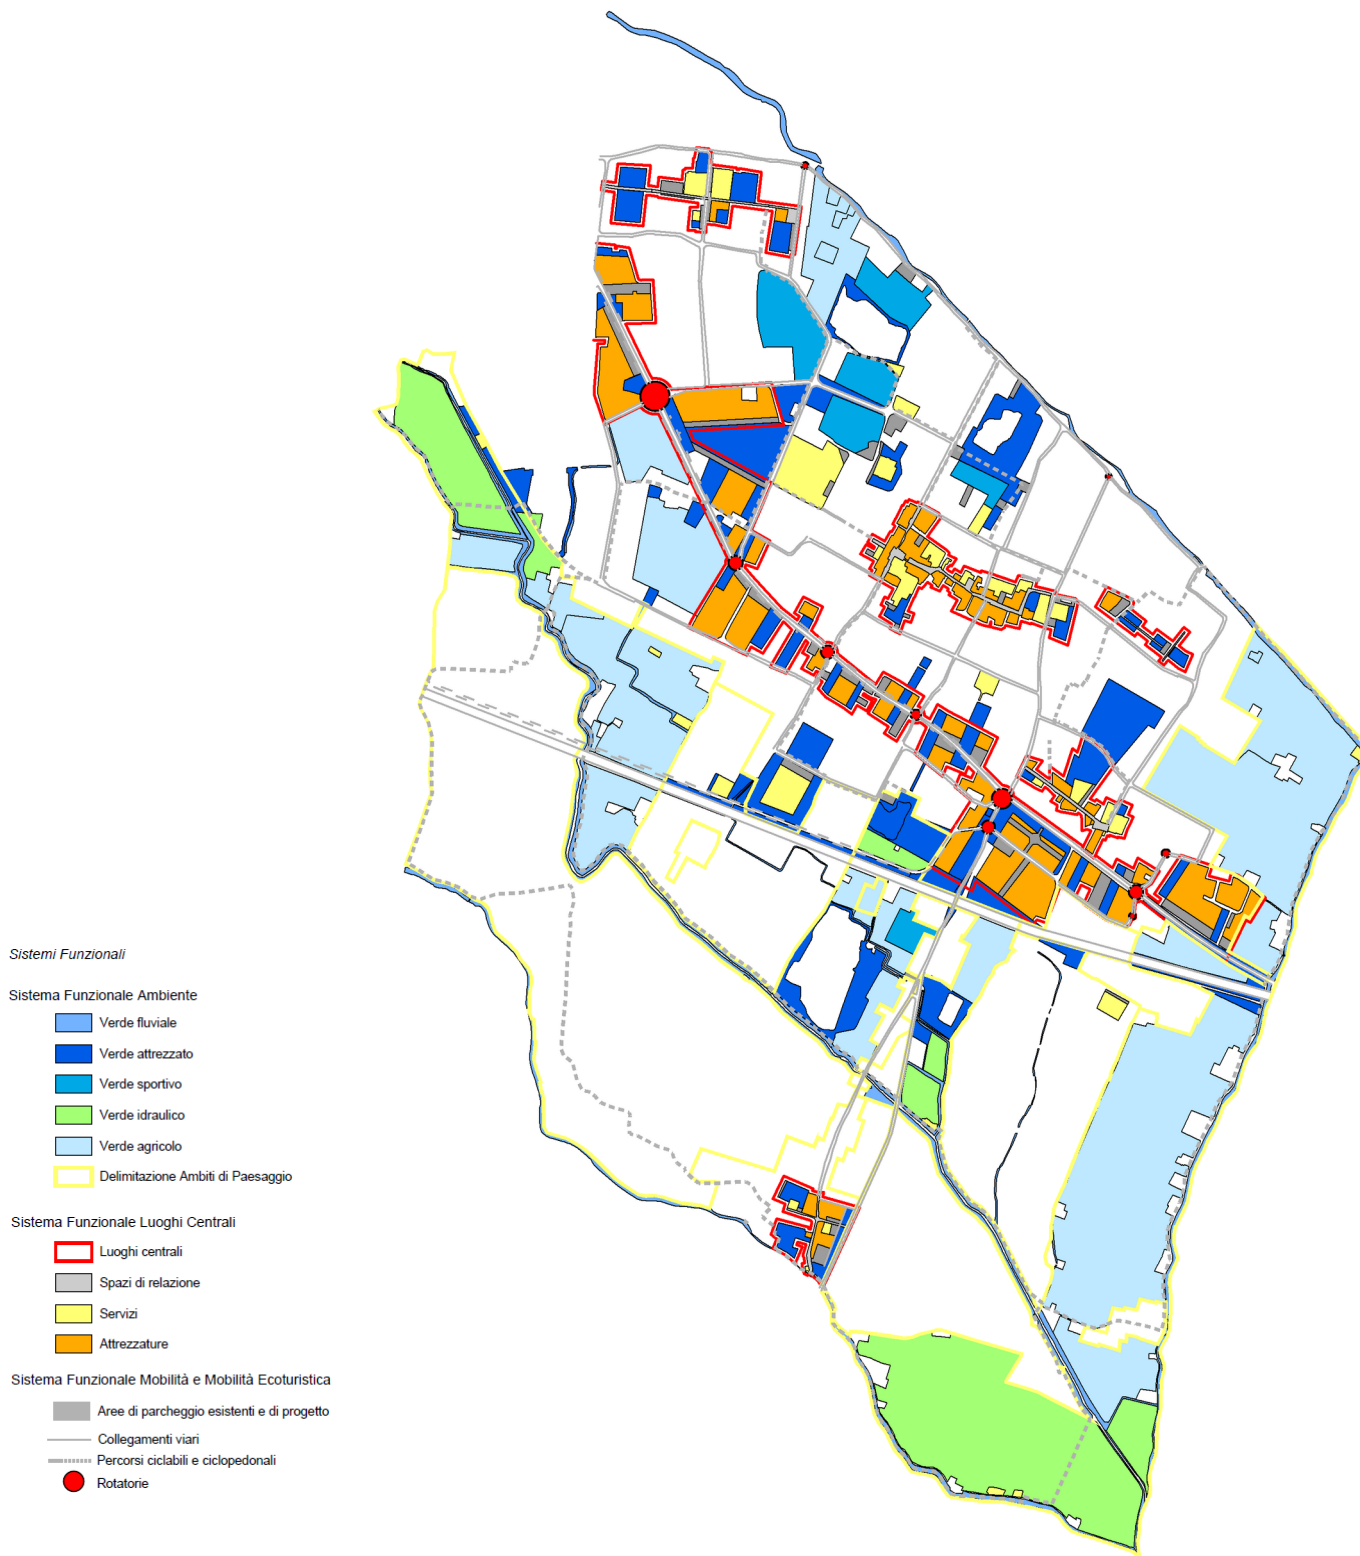 Sistemi Funzionali
Sistema Funzionale Ambiente
Verde fluviale
Verde attrezzato
Verde sportivo
Verde idraulico
Verde agricolo
Delimitazione Ambiti di Paesaggio
Sistema Funzionale Luoghi Centrali
Luoghi centrali
Spazi di relazione
Servizi
Attrezzature
Sistema Funzionale Mobilità e Mobilità Ecoturistica
Aree di parcheggio esistenti e di progetto
Collegamenti viari
Percorsi ciclabili e ciclopedonali
Rotatorie